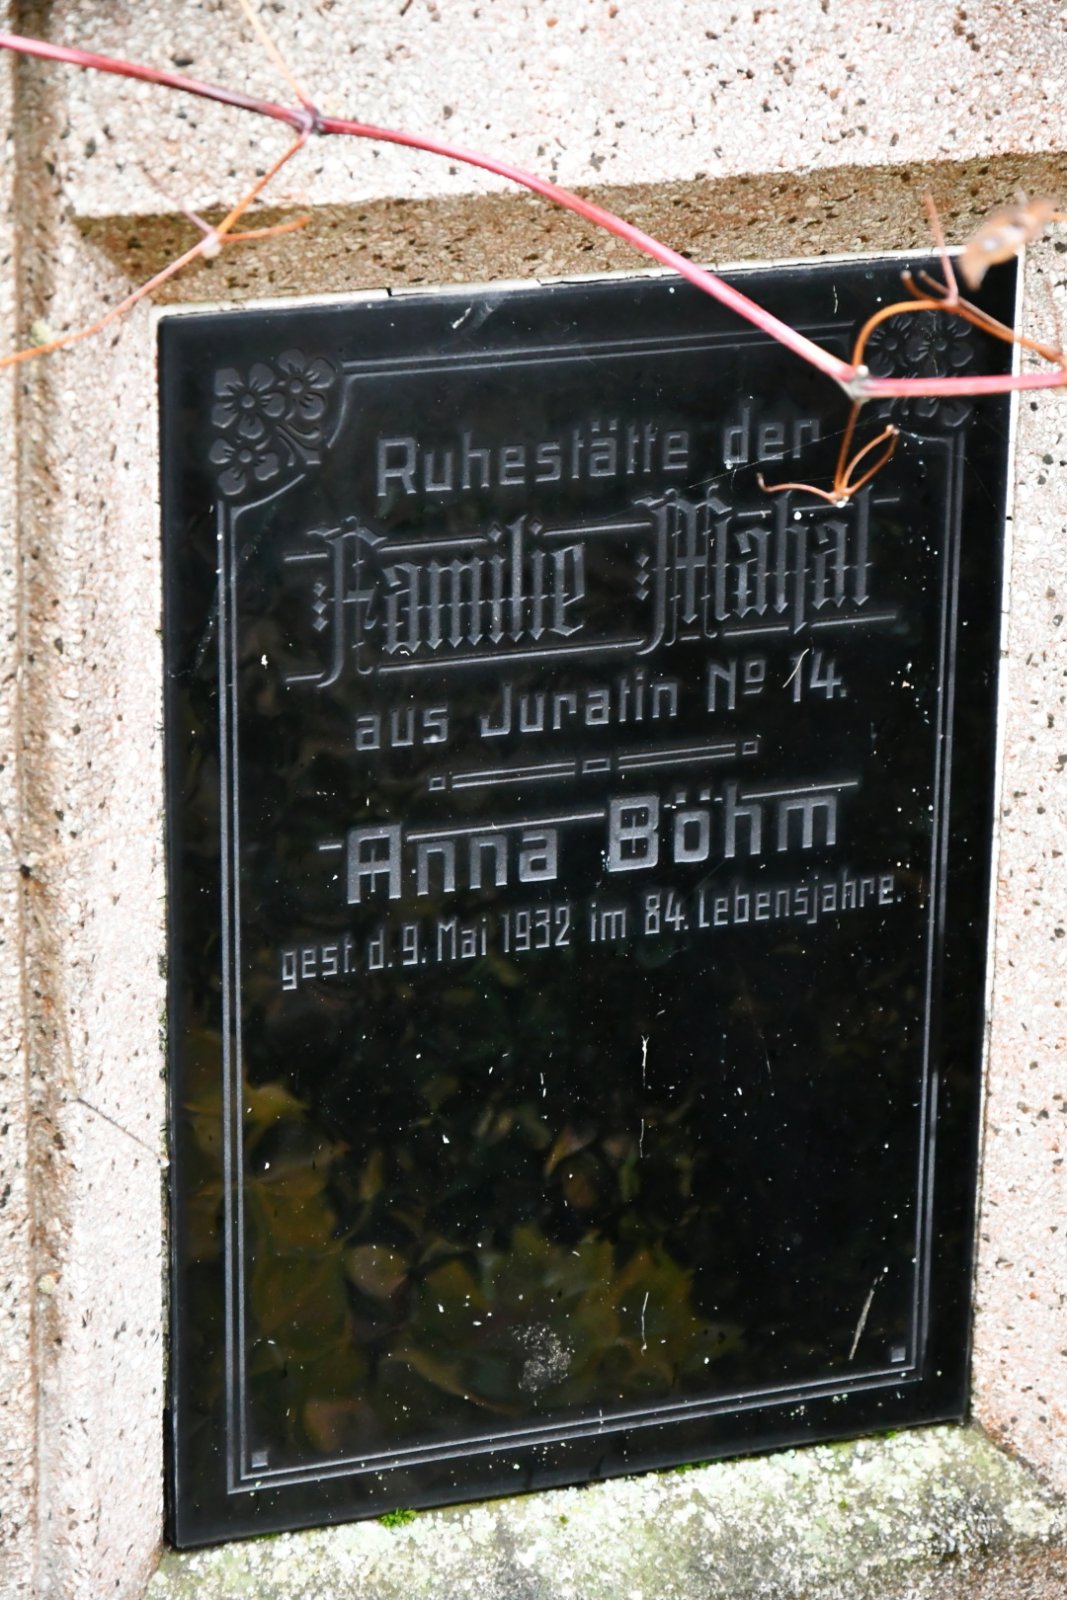 Ruhestätte der
Familie Mahal
aus Juratin Nº 14.
Anna Böhm
gest. d. 9. Mai 1932 im 84. Lebensjahre.